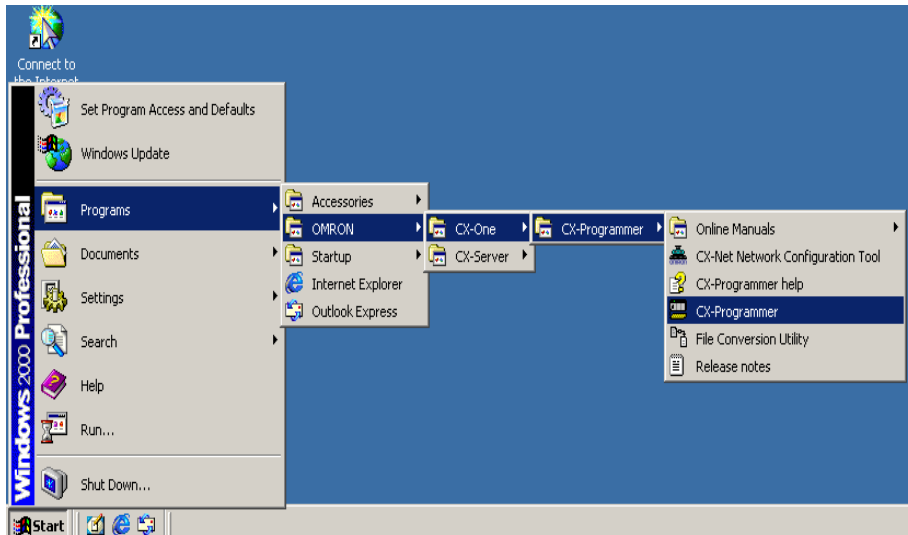 Connect to
the Internet
Set Program Access and Defaults
Windows Update
Programs
Documents
Settings
Search
Help
Run...
Shut Down...
Windows 2000 Professional
Accessories
OMRON
Startup
Internet Explorer
Outlook Express
CX-One
CX-Server
CX-Programmer
Online Manuals
CX-Net Network Configuration Tool
CX-Programmer help
CX-Programmer
File Conversion Utility
Release notes
Start